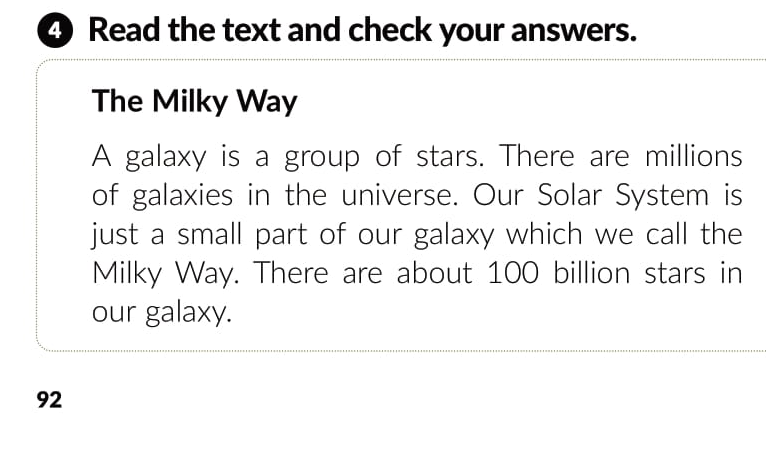 4 Read the text and check your answers.
The Milky Way
A galaxy is a group of stars. There are millions
of galaxies in the universe. Our Solar System is
just a small part of our galaxy which we call the
Milky Way. There are about 100 billion stars in
our galaxy.
92